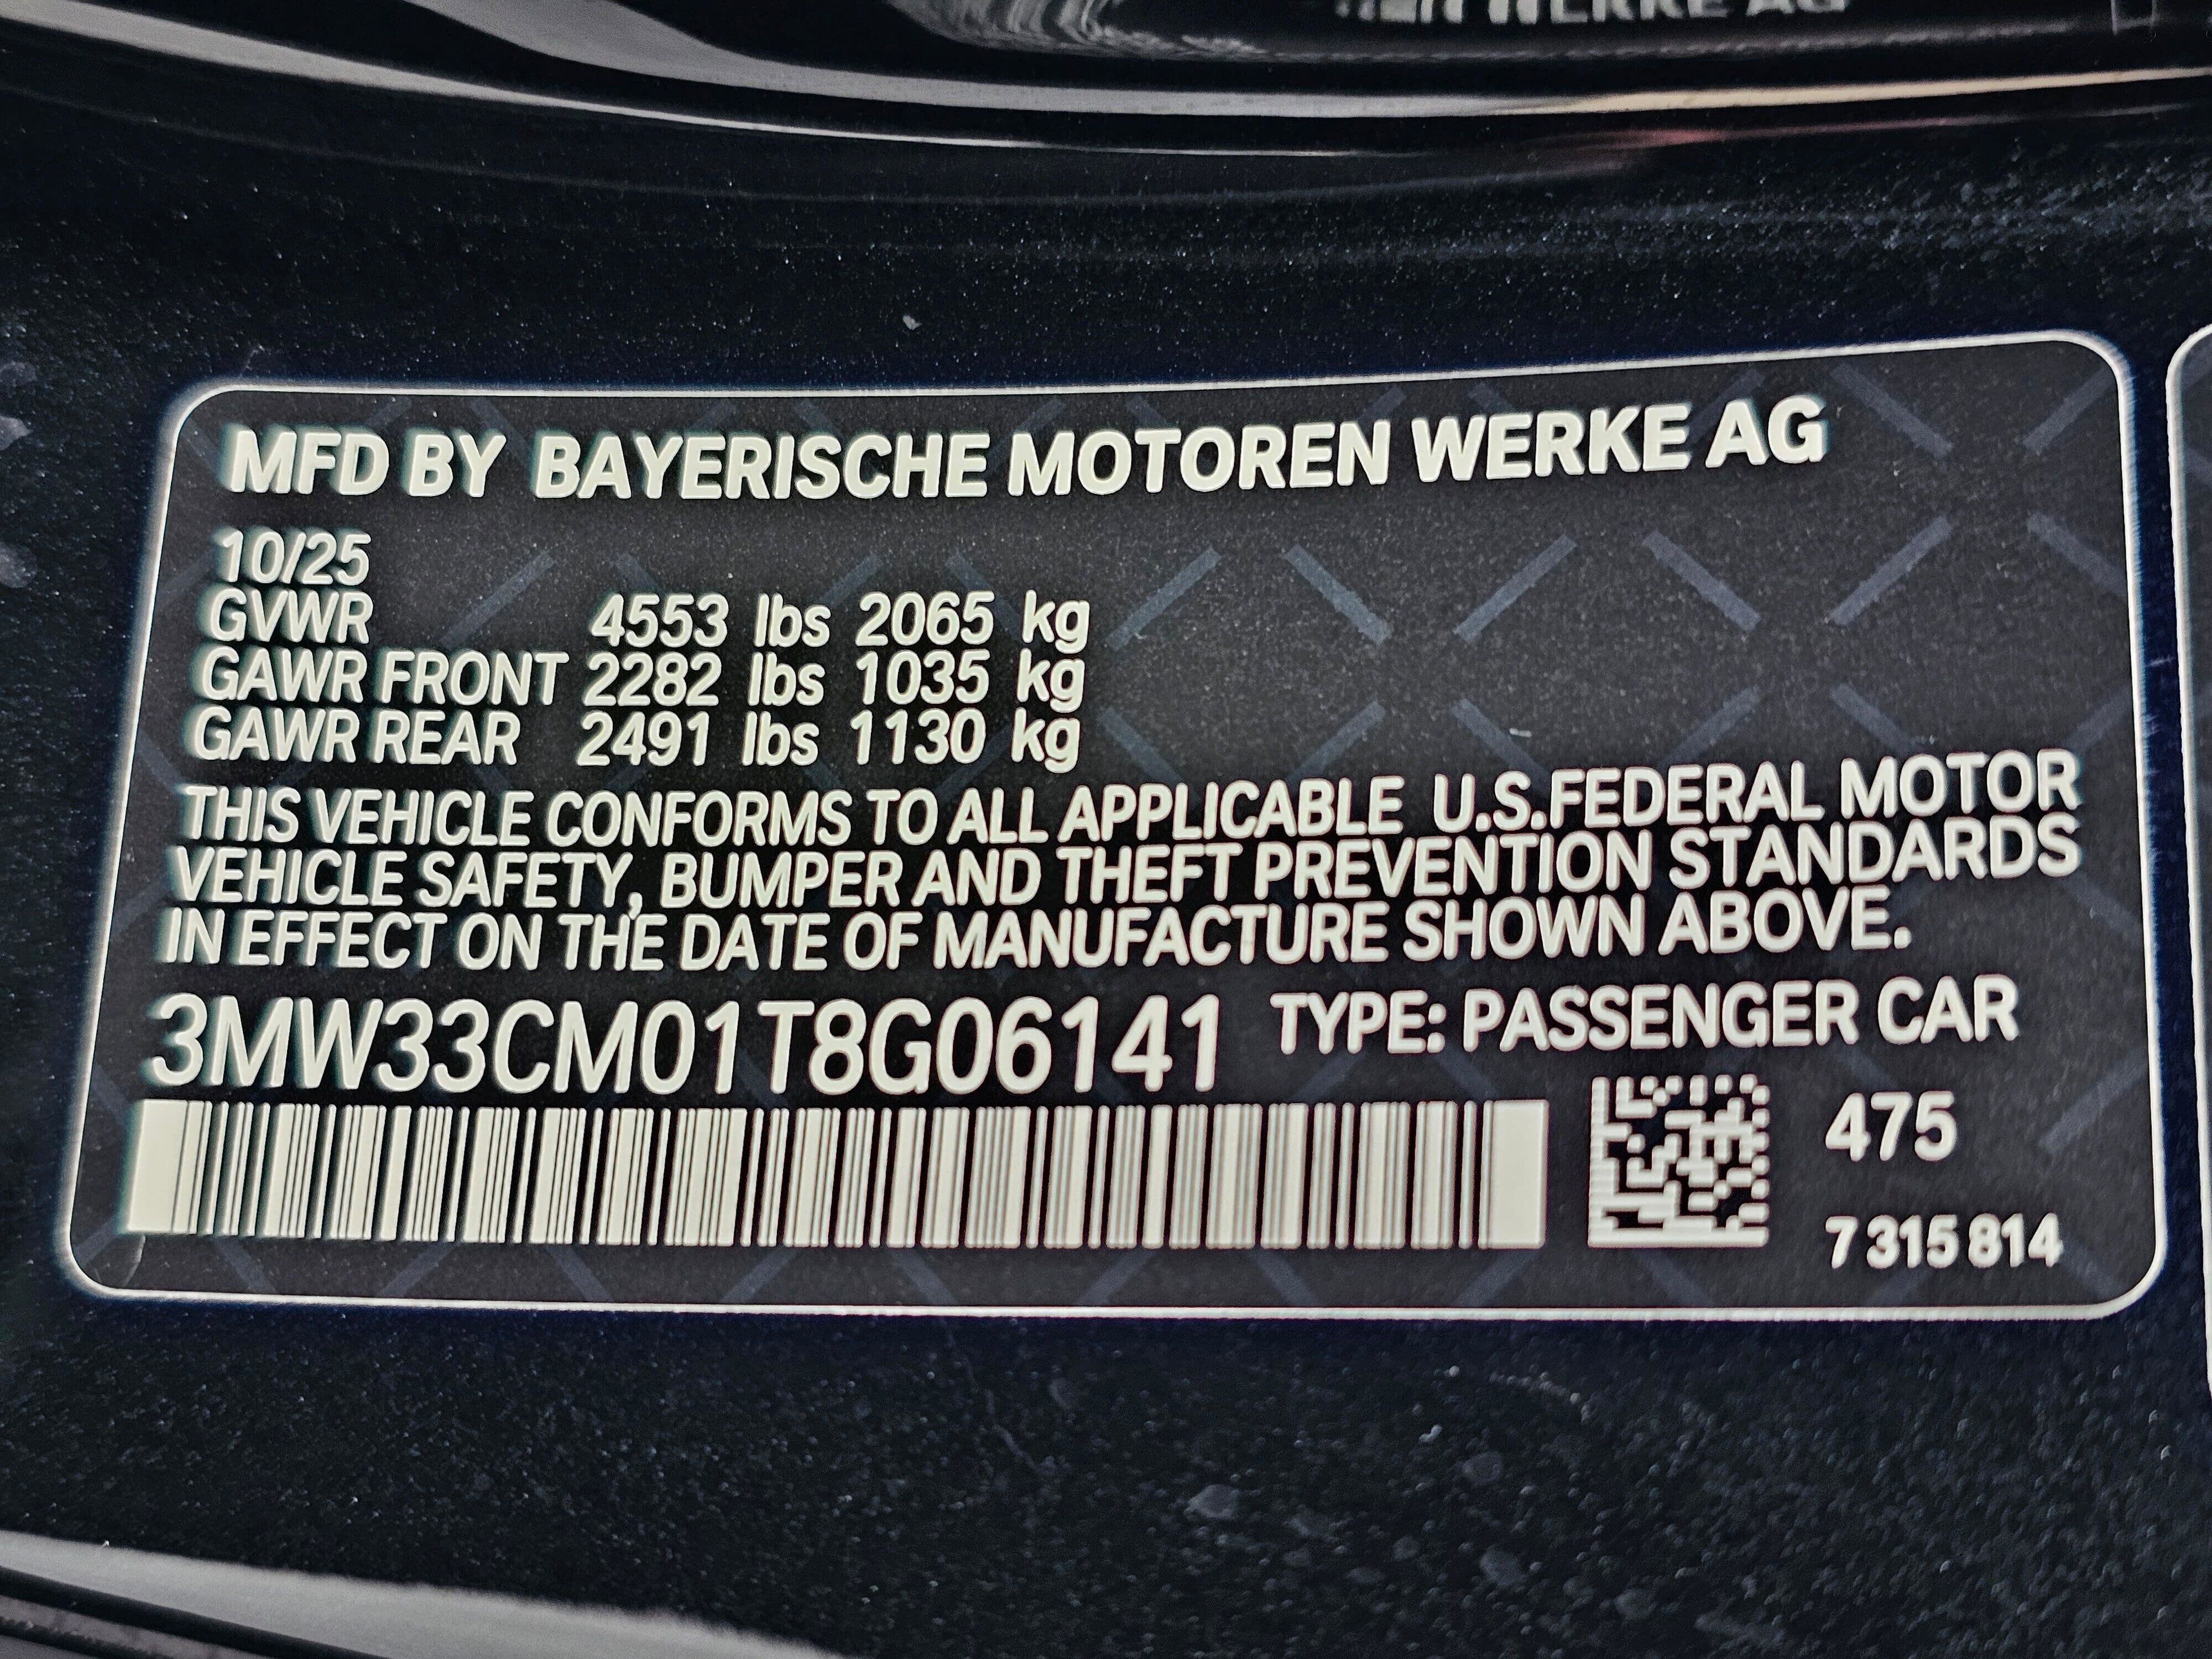 WERKE AG
MFD BY BAYERISCHE MOTOREN WERKE AG
10/25
GVWR 4553 lbs 2065 kg
GAWR FRONT 2282 lbs 1035 kg
GAWR REAR 2491 lbs 1130 kg
THIS VEHICLE CONFORMS TO ALL APPLICABLE U.S.FEDERAL MOTOR
VEHICLE SAFETY, BUMPER AND THEFT PREVENTION STANDARDS
IN EFFECT ON THE DATE OF MANUFACTURE SHOWN ABOVE.
3MW33CM01T8G06141 TYPE: PASSENGER CAR
475
7 315 814